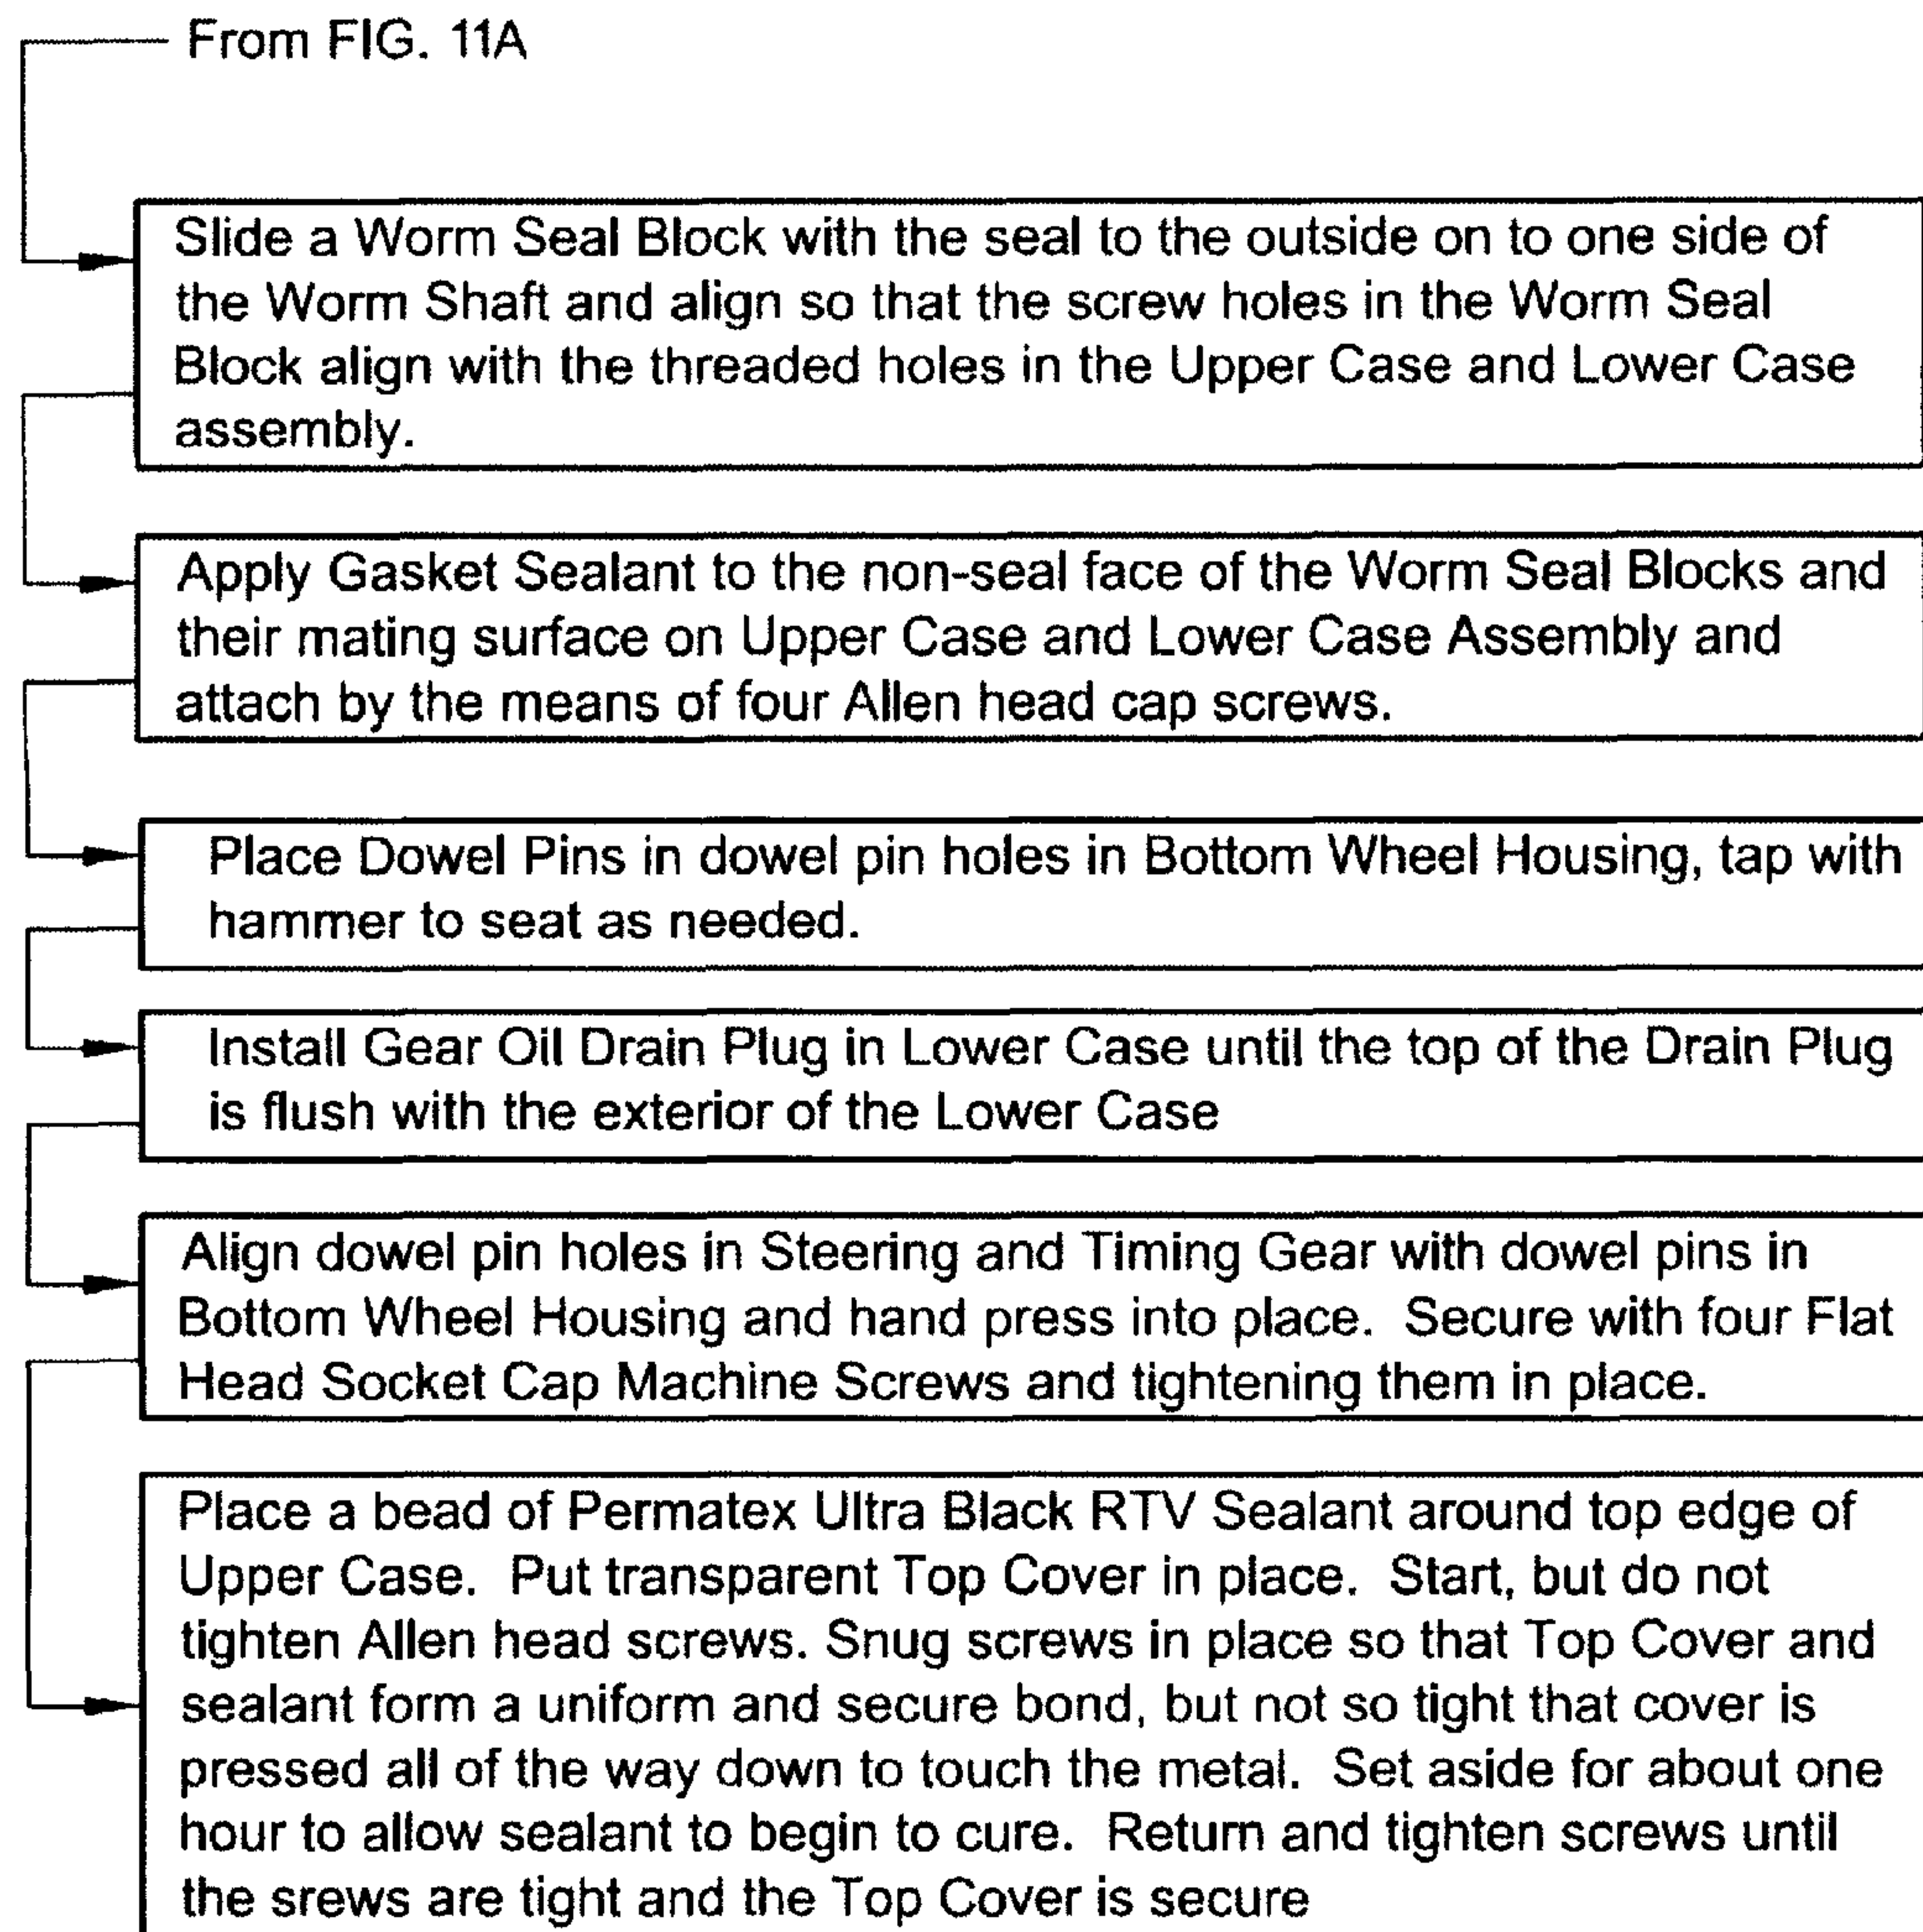 From FIG. 11A
Slide a Worm Seal Block with the seal to the outside on to one side of
the Worm Shaft and align so that the screw holes in the Worm Seal
Block align with the threaded holes in the Upper Case and Lower Case
assembly.
Apply Gasket Sealant to the non-seal face of the Worm Seal Blocks and
their mating surface on Upper Case and Lower Case Assembly and
attach by the means of four Allen head cap screws.
Place Dowel Pins in dowel pin holes in Bottom Wheel Housing, tap with
hammer to seat as needed.
Install Gear Oil Drain Plug in Lower Case until the top of the Drain Plug
is flush with the exterior of the Lower Case
Align dowel pin holes in Steering and Timing Gear with dowel pins in
Bottom Wheel Housing and hand press into place. Secure with four Flat
Head Socket Cap Machine Screws and tightening them in place.
Place a bead of Permatex Ultra Black RTV Sealant around top edge of
Upper Case. Put transparent Top Cover in place. Start, but do not
tighten Allen head screws. Snug screws in place so that Top Cover and
sealant form a uniform and secure bond, but not so tight that cover is
pressed all of the way down to touch the metal. Set aside for about one
hour to allow sealant to begin to cure. Return and tighten screws until
the srews are tight and the Top Cover is secure